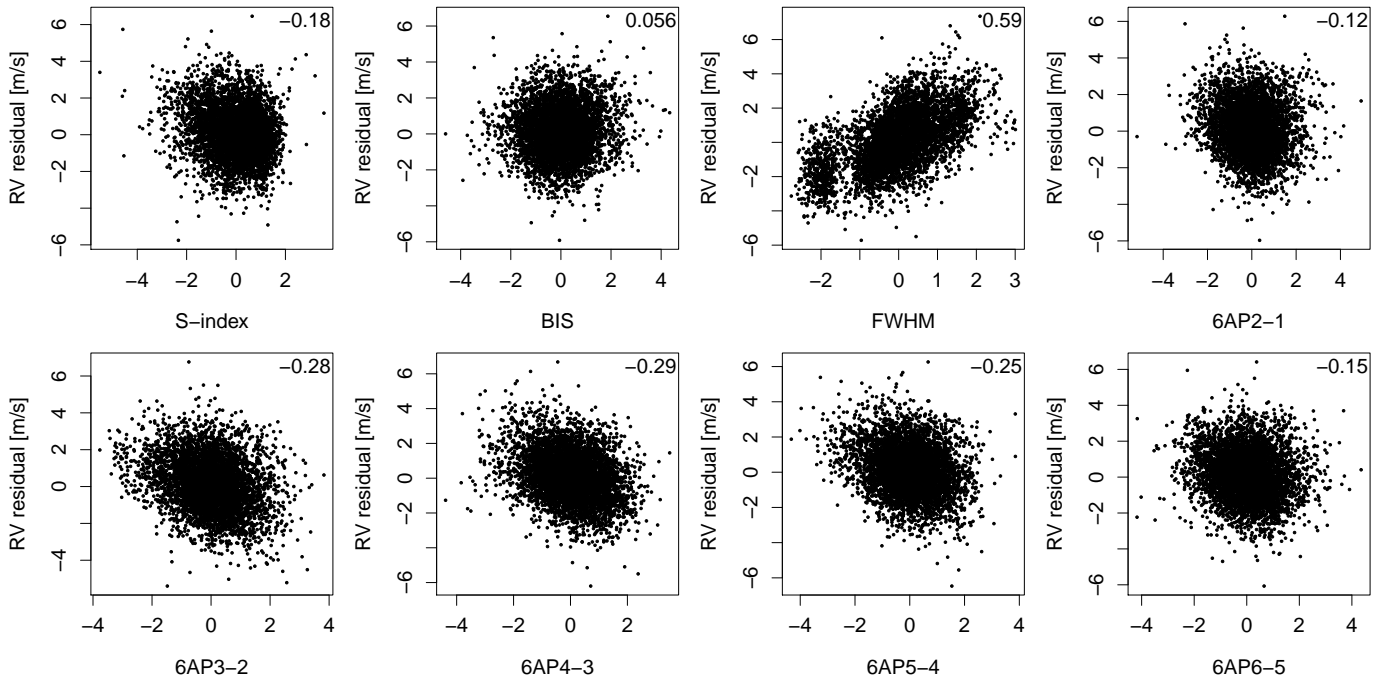 −0.18
RV residual [m/s]
−6 −2 0 2 4 6
−4 −2 0 2
S−index
0.056
RV residual [m/s]
−6 −2 0 2 4 6
−4 −2 0 2 4
BIS
0.59
RV residual [m/s]
−6 −2 2 4 6
−2 −1 0 1 2 3
FWHM
−0.12
RV residual [m/s]
−6 −2 0 2 4 6
−4 −2 0 2 4
6AP2−1
−0.28
RV residual [m/s]
−4 0 2 4 6
−4 −2 0 2 4
6AP3−2
−0.29
RV residual [m/s]
−6 −2 0 2 4 6
−4 −2 0 2
6AP4−3
−0.25
RV residual [m/s]
−6 −2 0 2 4 6
−4 −2 0 2 4
6AP5−4
−0.15
RV residual [m/s]
−6 −2 0 2 4 6
−4 −2 0 2 4
6AP6−5